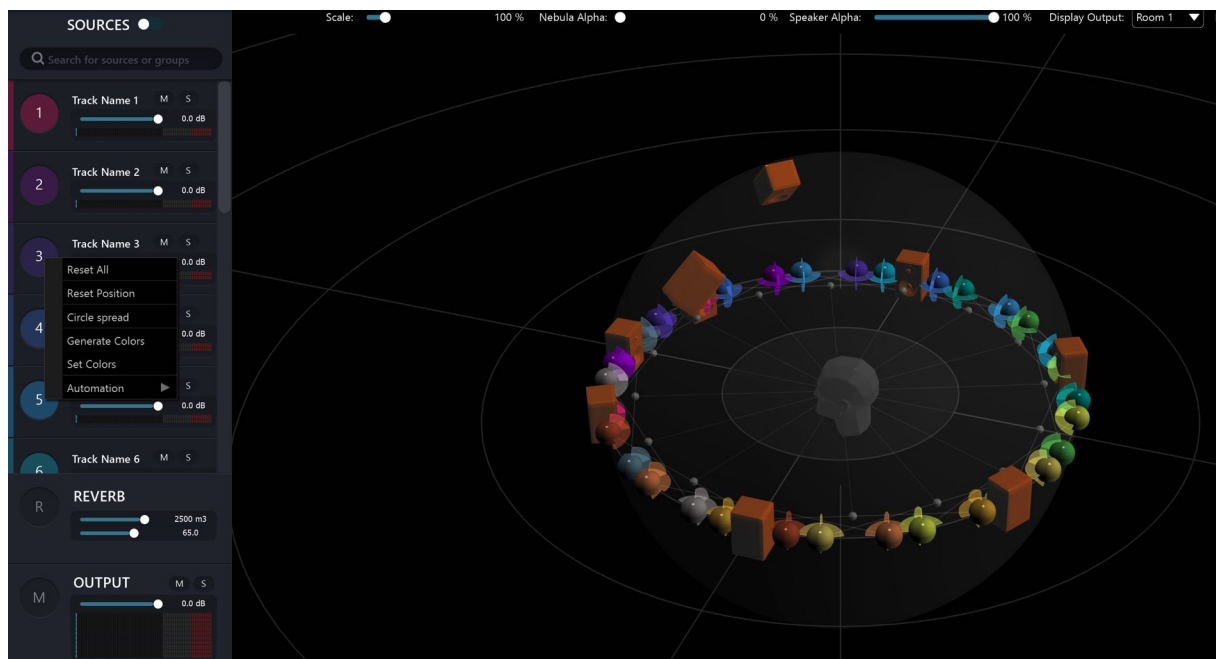 SOURCES
Scale: 100 % Nebula Alpha: 0 % Speaker Alpha: 100 % Display Output: Room 1
Search for sources or groups
1 Track Name 1 M S
0.0 dB
2 Track Name 2 M S
0.0 dB
3 Track Name 3 M S
0.0 dB
Reset All
Reset Position
Circle spread
Generate Colors
Set Colors
Automation
4 S
0.0 dB
5 S
0.0 dB
6 Track Name 6 M S
R REVERB
2500 m3
65.0
M OUTPUT M S
0.0 dB